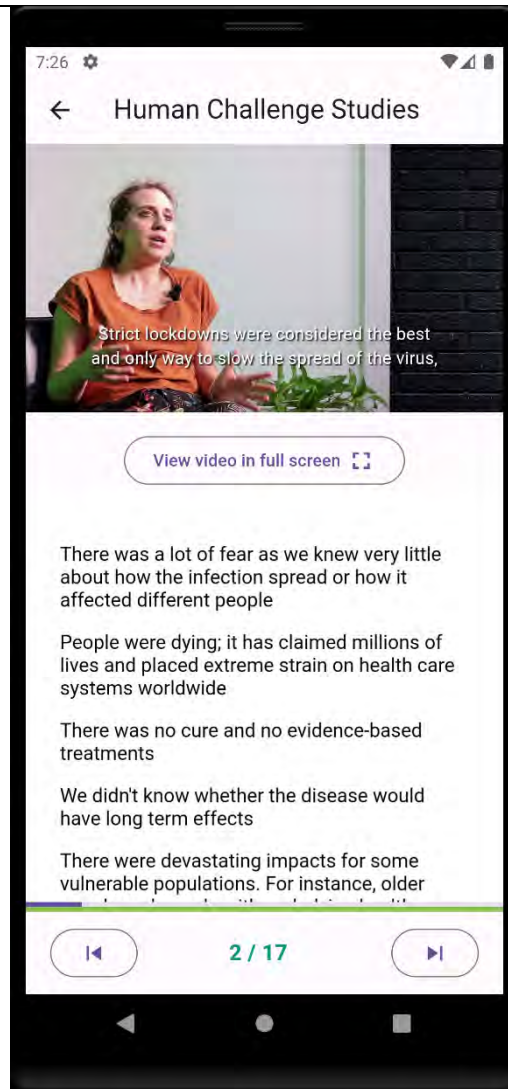 7:26
Human Challenge Studies
Strict lockdowns were considered the best
and only way to slow the spread of the virus,
View video in full screen
There was a lot of fear as we knew very little
about how the infection spread or how it
affected different people
People were dying; it has claimed millions of
lives and placed extreme strain on health care
systems worldwide
There was no cure and no evidence-based
treatments
We didn't know whether the disease would
have long term effects
There were devastating impacts for some
vulnerable populations. For instance, older
2 / 17